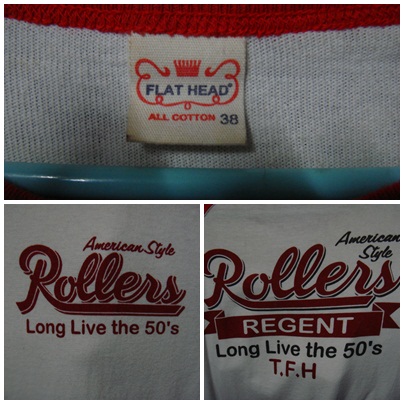 FLAT HEAD®
ALL COTTON 38
American Style
Rollers
Long Live the 50's
American
Style
Rollers
REGENT
Long Live the 50's
T.F.H